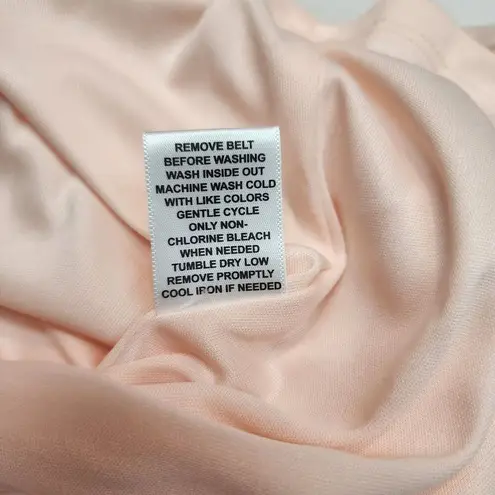 REMOVE BELT
BEFORE WASHING
WASH INSIDE OUT
MACHINE WASH COLD
WITH LIKE COLORS
GENTLE CYCLE
ONLY NON-
CHLORINE BLEACH
WHEN NEEDED
TUMBLE DRY LOW
REMOVE PROMPTLY
COOL IRON IF NEEDED